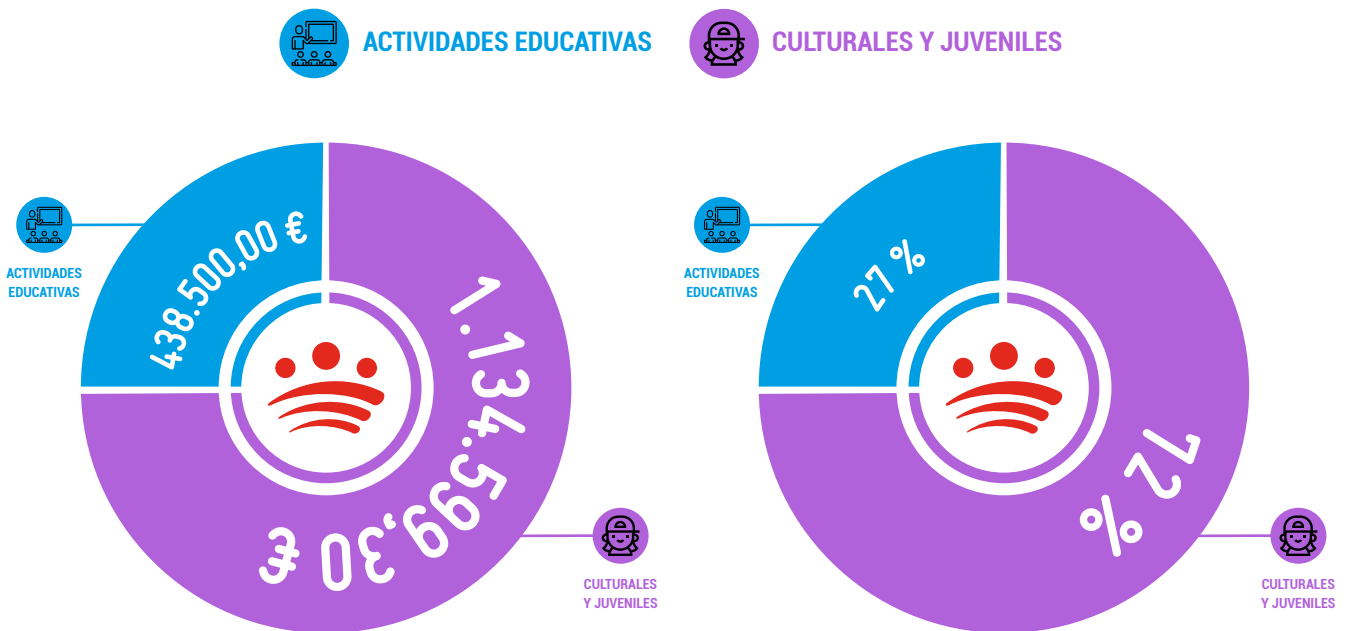 ACTIVIDADES EDUCATIVAS
CULTURALES Y JUVENILES
ACTIVIDADES
EDUCATIVAS
438.500,00 €
1.134.599,30 €
CULTURALES
Y JUVENILES
ACTIVIDADES
EDUCATIVAS
27 %
72 %
CULTURALES
Y JUVENILES